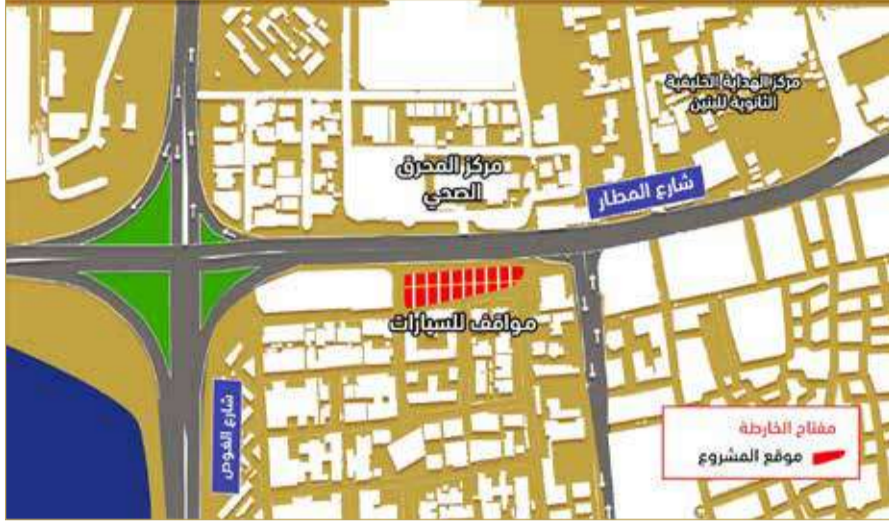 مركز الهداية الخليفية
الثانوية للبنين
مركز المحرق
الصحي
شارع المطار
مواقف للسيارات
شارع الغوص
مفتاح الخارطة
موقع المشروع